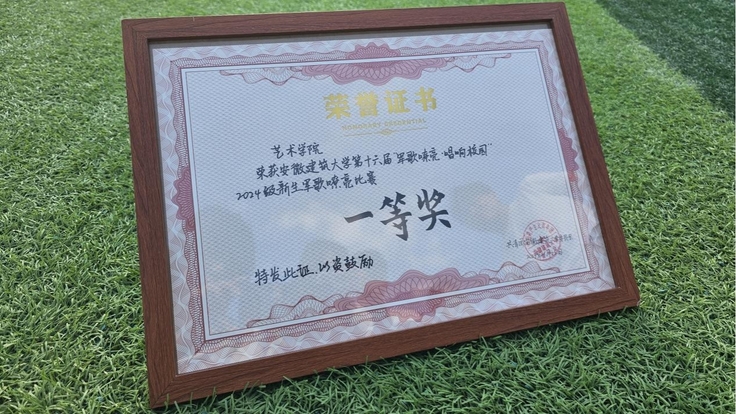 荣誉证书
HONORARY CREDENTIAL
艺术学院
荣获安徽建筑大学第十六届"军歌嘹亮·唱响校园"
2024级新生军歌嘹亮比赛
一等奖
特发此证,以资鼓励